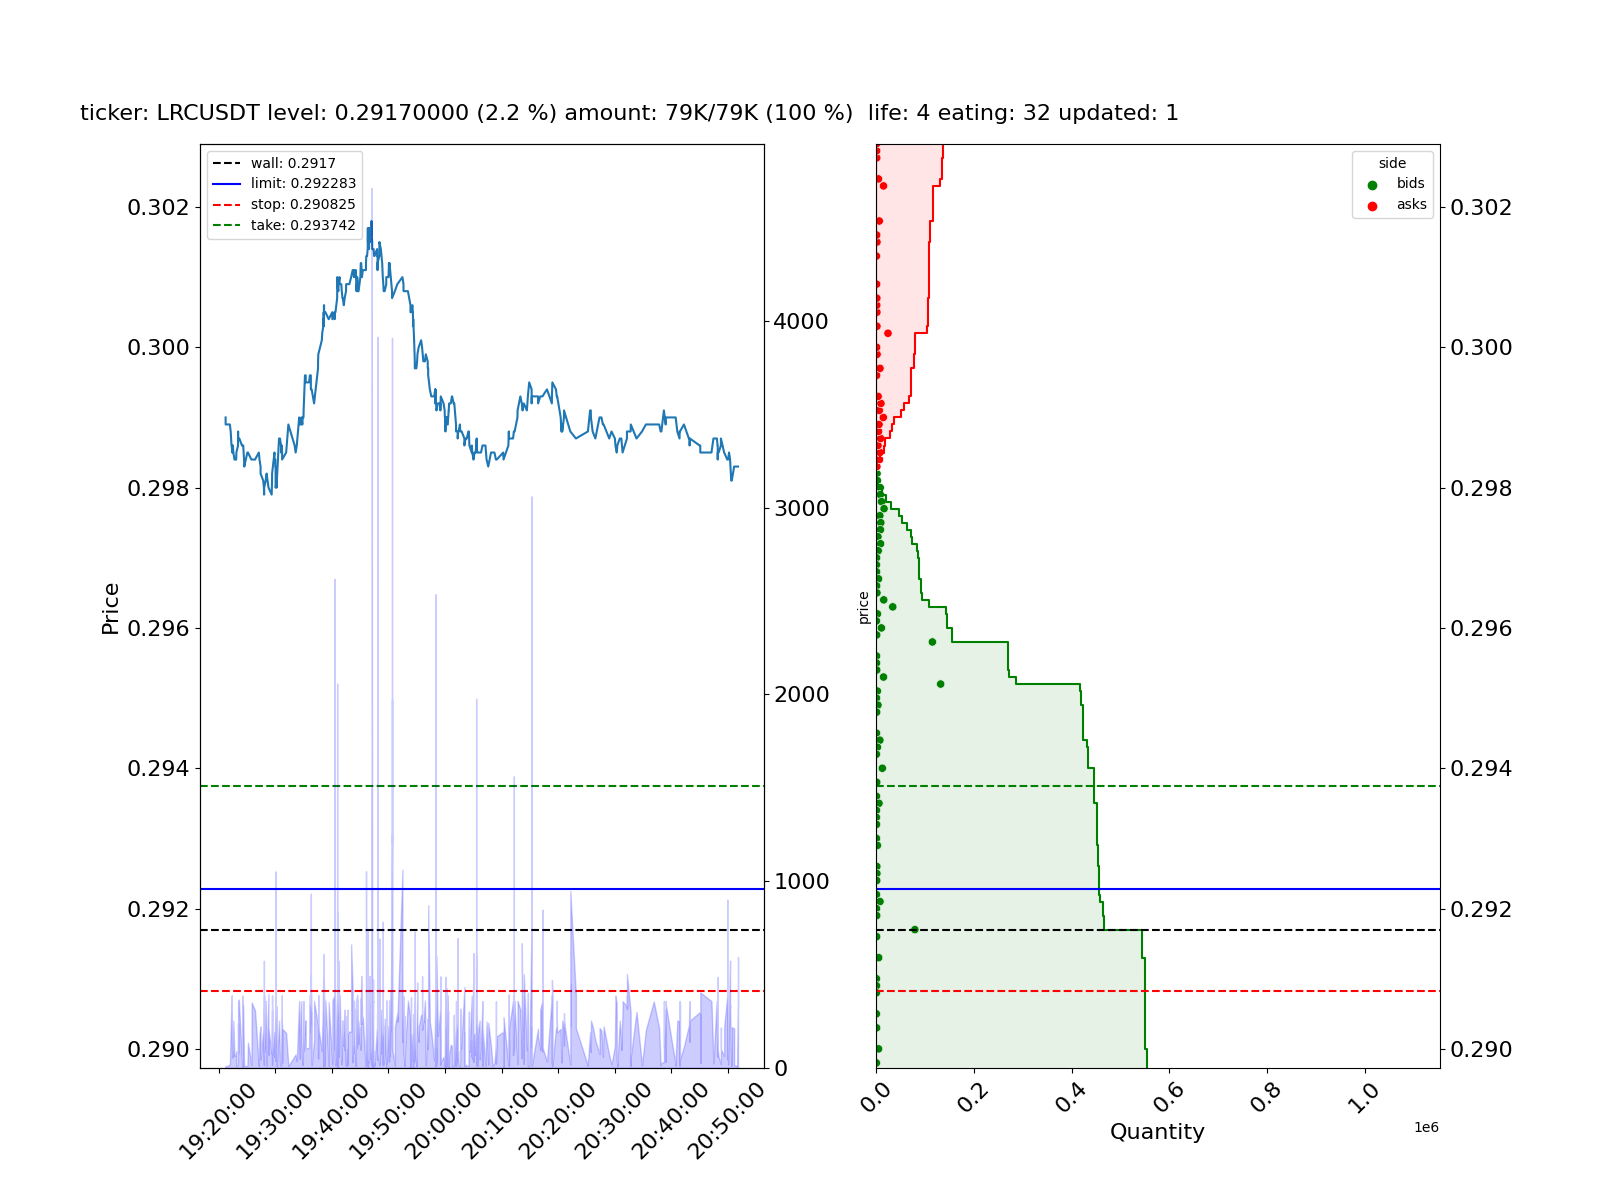 ticker: LRCUSDT level: 0.29170000 (2.2 %) amount: 79K/79K (100 %)  life: 4 eating: 32 updated: 1
wall: 0.2917
limit: 0.292283
stop: 0.290825
take: 0.293742
Price
0.302
0.300
0.298
0.296
0.294
0.292
0.290
4000
3000
2000
1000
0
19:20:00
19:30:00
19:40:00
19:50:00
20:00:00
20:10:00
20:20:00
20:30:00
20:40:00
20:50:00
side
bids
asks
price
0.302
0.300
0.298
0.296
0.294
0.292
0.290
0.0
0.2
0.4
0.6
0.8
1.0
1e6
Quantity